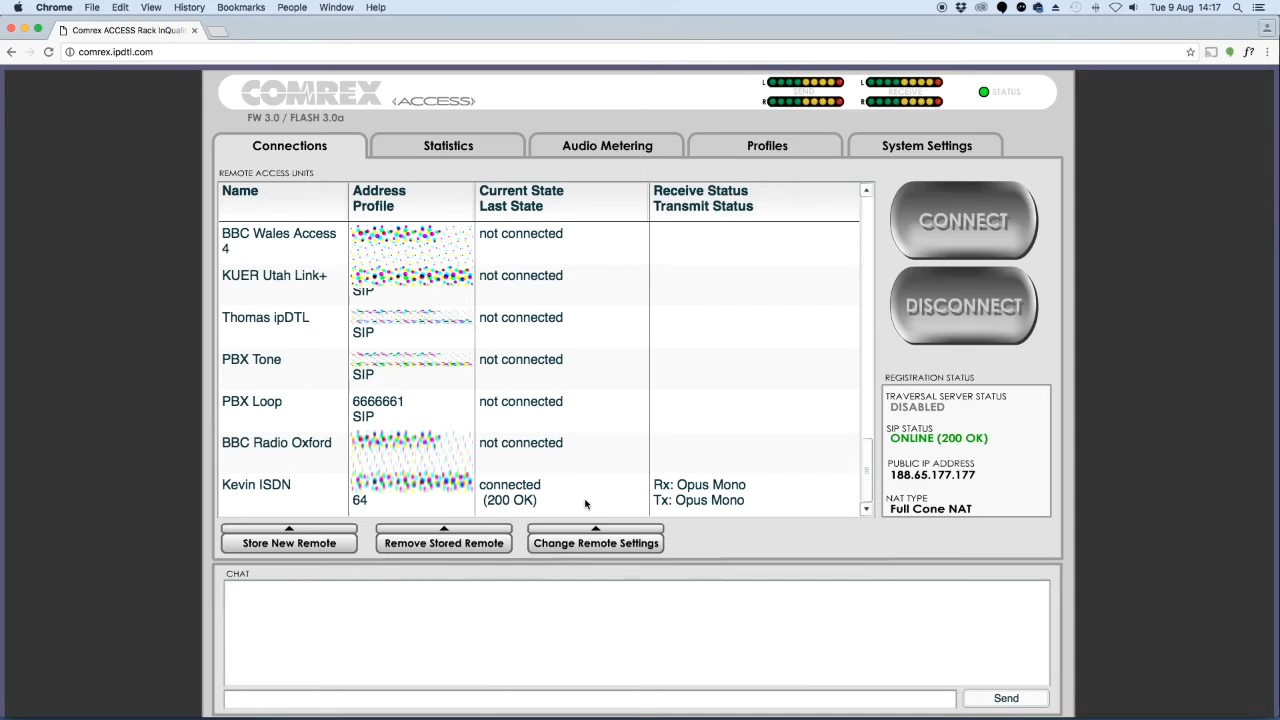 Chrome File Edit View History Bookmarks People Window Help Tue 9 Aug 14:17
Comrex ACCESS Rack InQuali
comrex.ipdtl.com
COMREX ⟨ACCESS⟩
L SEND R L RECEIVE R STATUS
FW 3.0 / FLASH 3.0a
Connections Statistics Audio Metering Profiles System Settings
REMOTE ACCESS UNITS
Name Address Current State Receive Status
Profile Last State Transmit Status
BBC Wales Access not connected
4
KUER Utah Link+ not connected
SIP
Thomas ipDTL not connected
SIP
PBX Tone not connected
SIP
PBX Loop 6666661 not connected
SIP
BBC Radio Oxford not connected
Kevin ISDN connected Rx: Opus Mono
64 (200 OK) Tx: Opus Mono
Store New Remote Remove Stored Remote Change Remote Settings
CONNECT
DISCONNECT
REGISTRATION STATUS
TRAVERSAL SERVER STATUS
DISABLED
SIP STATUS
ONLINE (200 OK)
PUBLIC IP ADDRESS
188.65.177.177
NAT TYPE
Full Cone NAT
CHAT
Send